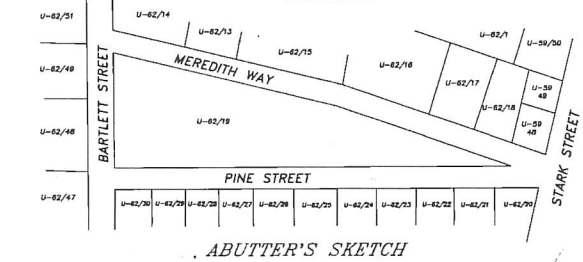 U-62/51
U-62/14
U-62/13
U-62/1
U-59/50
U-62/15
U-62/16
U-62/49
MEREDITH WAY
U-62/17
U-59
49
U-62/18
BARTLETT STREET
U-62/19
U-59
48
U-62/48
STARK STREET
PINE STREET
U-62/47
U-62/30
U-62/29
U-62/28
U-62/27
U-62/26
U-62/25
U-62/24
U-62/23
U-62/22
U-62/21
U-62/20
ABUTTER'S SKETCH